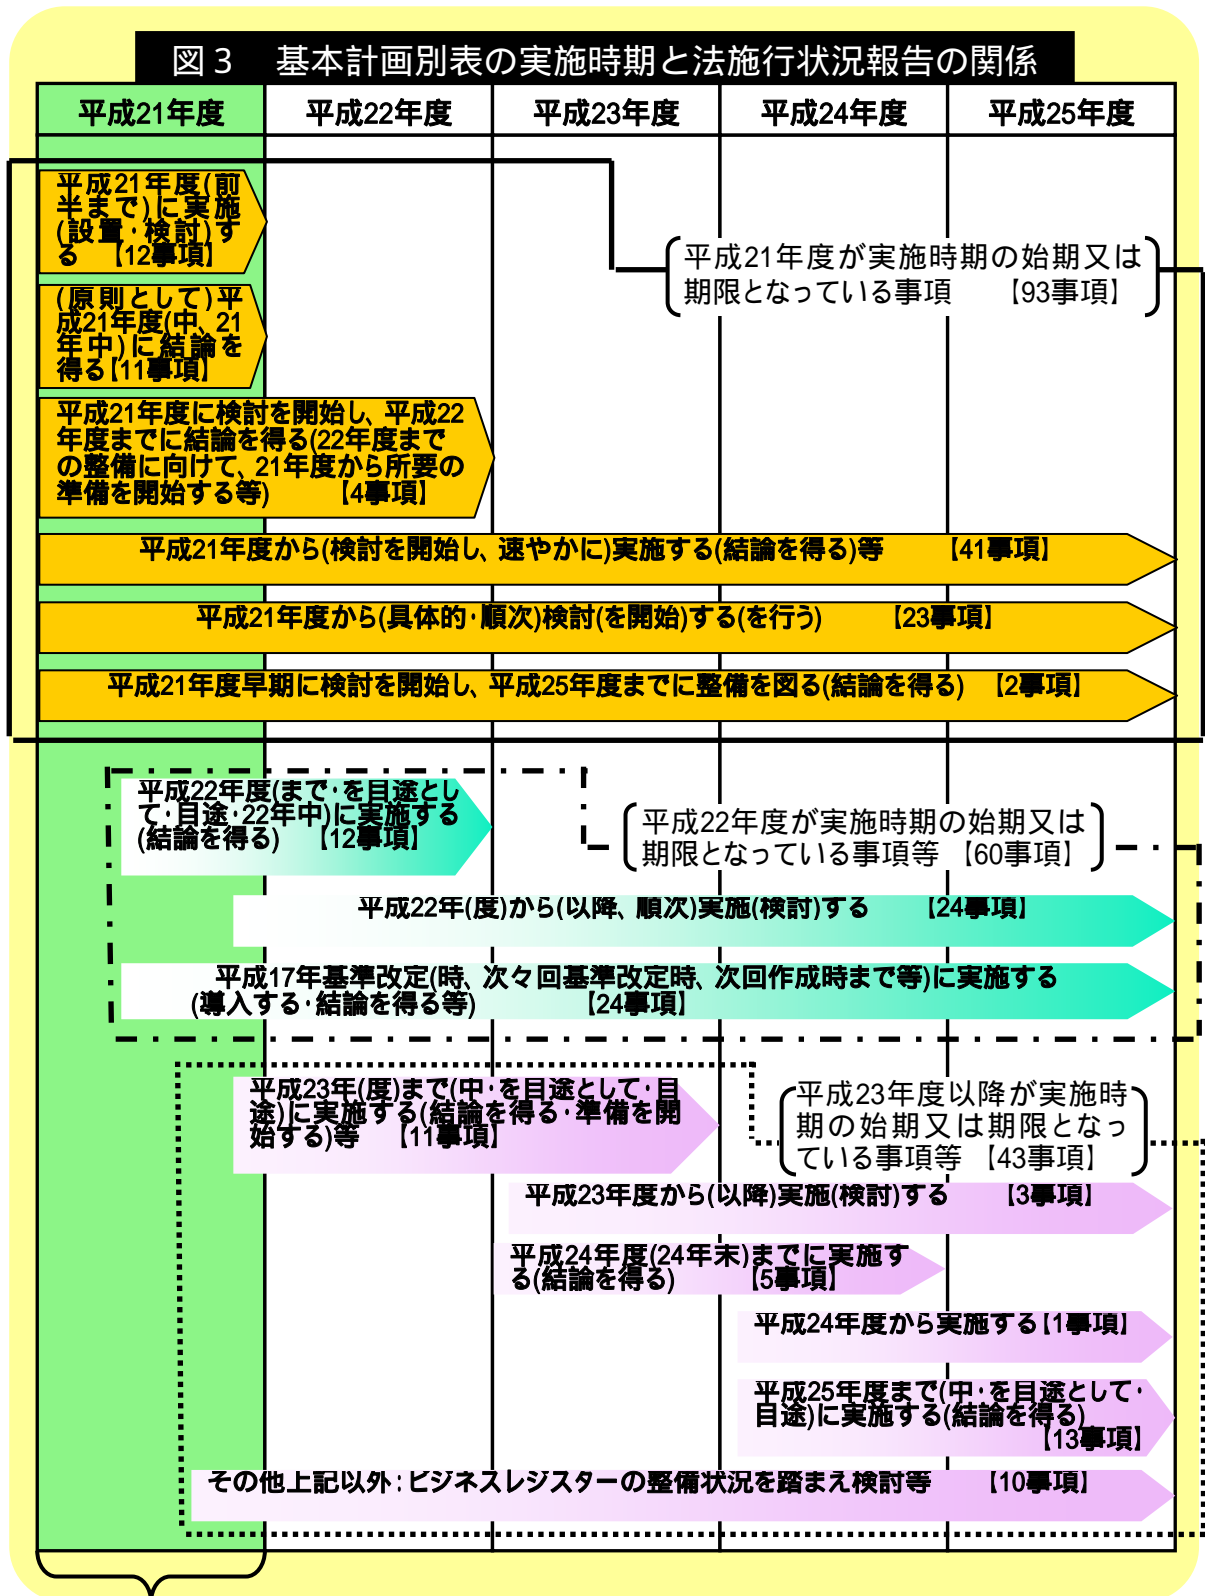 図３　基本計画別表の実施時期と法施行状況報告の関係
平成21年度
平成22年度
平成23年度
平成24年度
平成25年度
平成21年度(前
半まで)に実施
(設置・検討)す
る　【12事項】
平成21年度が実施時期の始期又は
期限となっている事項　　【93事項】
(原則として)平
成21年度(中、21
年中)に結論を
得る【11事項】
平成21年度に検討を開始し、平成22
年度までに結論を得る(22年度まで
の整備に向けて、21年度から所要の
準備を開始する等)　　【4事項】
平成21年度から(検討を開始し、速やかに)実施する(結論を得る)等　　【41事項】
平成21年度から(具体的・順次)検討(を開始)する(を行う)　　【23事項】
平成21年度早期に検討を開始し、平成25年度までに整備を図る(結論を得る)　【2事項】
平成22年度(まで・を目途とし
て・目途・22年中)に実施する
(結論を得る)　【12事項】
平成22年度が実施時期の始期又は
期限となっている事項等　【60事項】
平成22年(度)から(以降、順次)実施(検討)する　　【24事項】
平成17年基準改定(時、次々回基準改定時、次回作成時まで等)に実施する
(導入する・結論を得る等)　　　　【24事項】
平成23年(度)まで(中・を目途として・目
途)に実施する(結論を得る・準備を開
始する)等　【11事項】
平成23年度以降が実施時
期の始期又は期限となっ
ている事項等　【43事項】
平成23年度から(以降)実施(検討)する　　【3事項】
平成24年度(24年末)までに実施す
る(結論を得る)　　　【5事項】
平成24年度から実施する【1事項】
平成25年度まで(中・を目途として・
目途)に実施する(結論を得る)
【13事項】
その他上記以外：ビジネスレジスターの整備状況を踏まえ検討等　　【10事項】